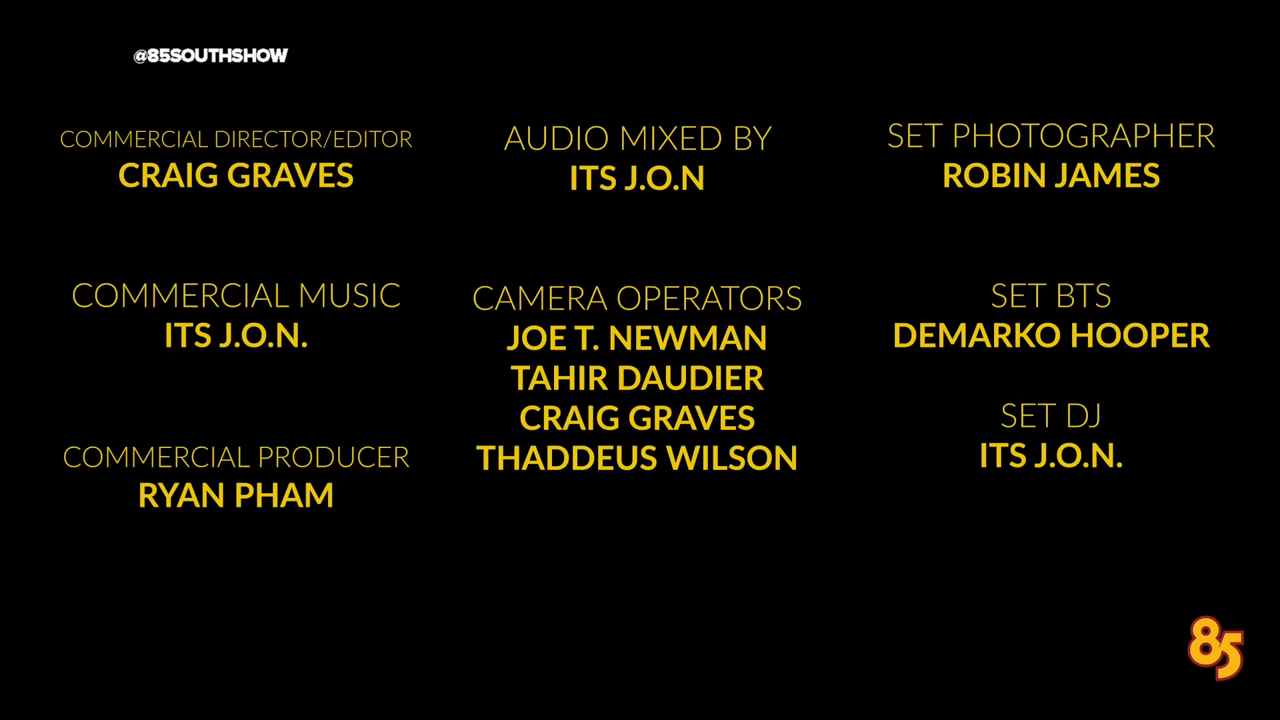 @85SOUTHSHOW
COMMERCIAL DIRECTOR/EDITOR
CRAIG GRAVES
COMMERCIAL MUSIC
ITS J.O.N.
COMMERCIAL PRODUCER
RYAN PHAM
AUDIO MIXED BY
ITS J.O.N
CAMERA OPERATORS
JOE T. NEWMAN
TAHIR DAUDIER
CRAIG GRAVES
THADDEUS WILSON
SET PHOTOGRAPHER
ROBIN JAMES
SET BTS
DEMARKO HOOPER
SET DJ
ITS J.O.N.
85